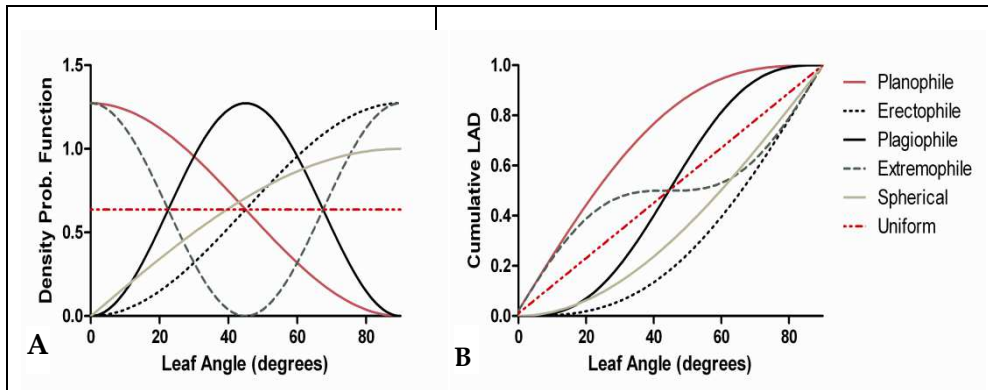 1.5
1.0
0.5
0.0
0
20
40
60
80
Density Prob. Function
Leaf Angle (degrees)
A
1.0
0.8
0.6
0.4
0.2
0.0
0
20
40
60
80
Cumulative LAD
Leaf Angle (degrees)
B
Planophile
Erectophile
Plagiophile
Extremophile
Spherical
Uniform